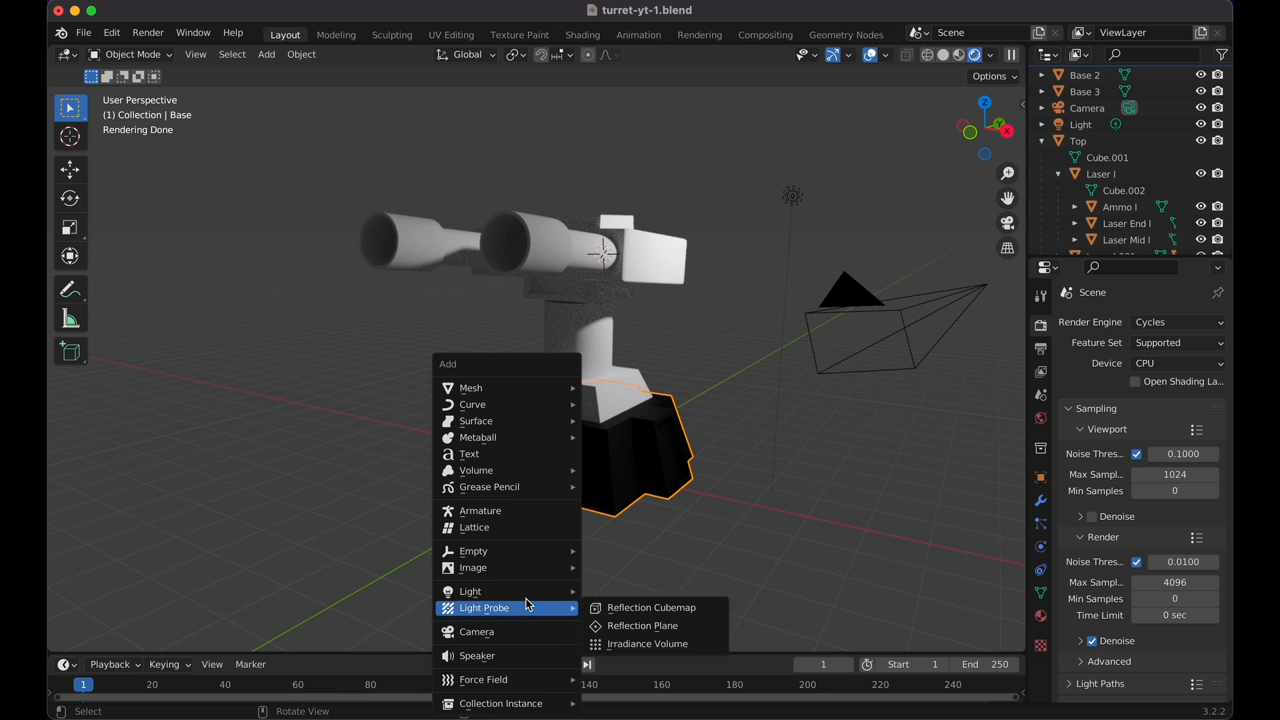 turret-yt-1.blend
File Edit Render Window Help Layout Modeling Sculpting UV Editing Texture Paint Shading Animation Rendering Compositing Geometry Nodes Scene ViewLayer
Object Mode View Select Add Object Global
Options
User Perspective
(1) Collection | Base
Rendering Done
Z
Y
X
Base 2
Base 3
Camera
Light
Top
Cube.001
Laser l
Cube.002
Ammo l
Laser End l
Laser Mid l
Scene
Render Engine Cycles
Feature Set Supported
Device CPU
Open Shading La...
Sampling
Viewport
Noise Thres... 0.1000
Max Sampl... 1024
Min Samples 0
Denoise
Render
Noise Thres... 0.0100
Max Sampl... 4096
Min Samples 0
Time Limit 0 sec
Denoise
Advanced
Light Paths
Add
Mesh
Curve
Surface
Metaball
Text
Volume
Grease Pencil
Armature
Lattice
Empty
Image
Light
Light Probe
Camera
Speaker
Force Field
Collection Instance
Reflection Cubemap
Reflection Plane
Irradiance Volume
Playback Keying View Marker 1 Start 1 End 250
1 20 40 60 80 140 160 180 200 220 240
Select Rotate View 3.2.2